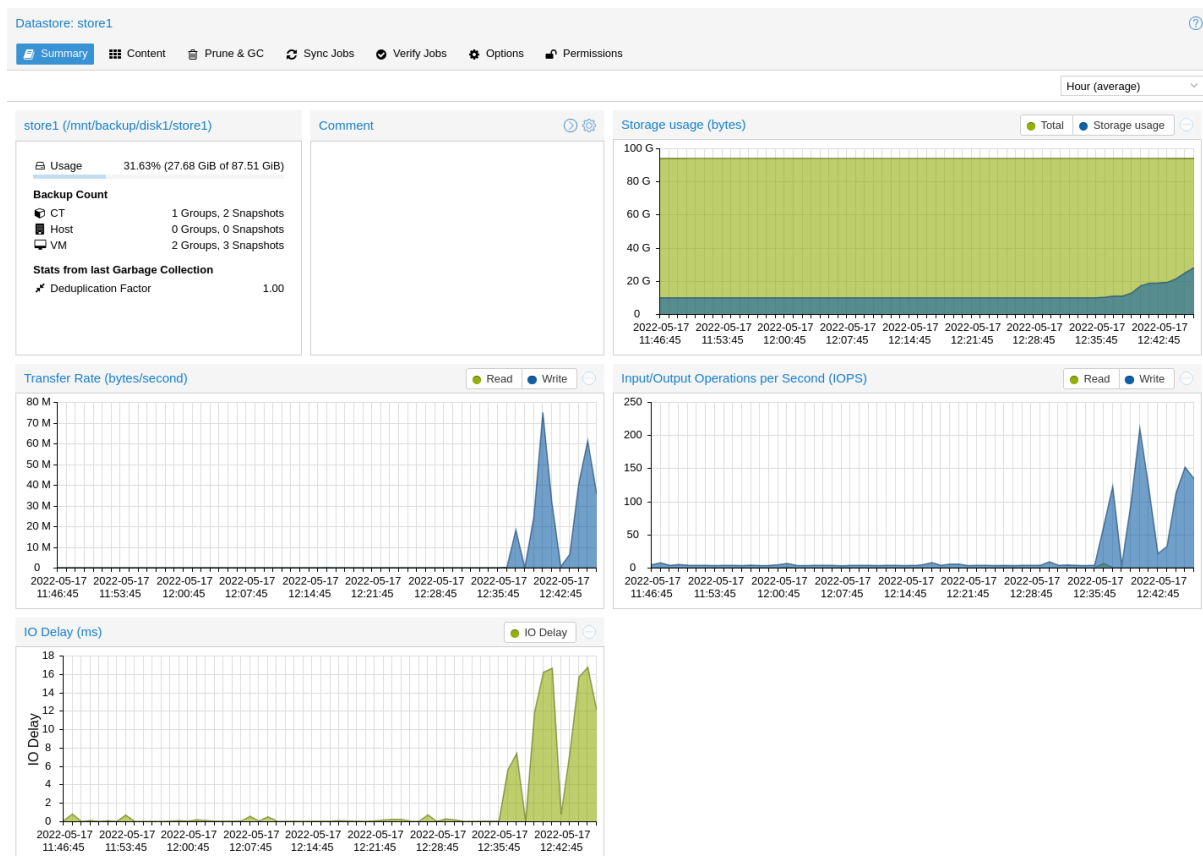 Datastore: store1
Summary Content Prune & GC Sync Jobs Verify Jobs Options Permissions
Hour (average)
store1 (/mnt/backup/disk1/store1)
Usage 31.63% (27.68 GiB of 87.51 GiB)
Backup Count
CT 1 Groups, 2 Snapshots
Host 0 Groups, 0 Snapshots
VM 2 Groups, 3 Snapshots
Stats from last Garbage Collection
Deduplication Factor 1.00
Comment
Storage usage (bytes)
Total Storage usage
100 G
80 G
60 G
40 G
20 G
0
2022-05-17 2022-05-17 2022-05-17 2022-05-17 2022-05-17 2022-05-17 2022-05-17 2022-05-17 2022-05-17
11:46:45 11:53:45 12:00:45 12:07:45 12:14:45 12:21:45 12:28:45 12:35:45 12:42:45
Transfer Rate (bytes/second)
Read Write
80 M
70 M
60 M
50 M
40 M
30 M
20 M
10 M
0
2022-05-17 2022-05-17 2022-05-17 2022-05-17 2022-05-17 2022-05-17 2022-05-17 2022-05-17 2022-05-17
11:46:45 11:53:45 12:00:45 12:07:45 12:14:45 12:21:45 12:28:45 12:35:45 12:42:45
Input/Output Operations per Second (IOPS)
Read Write
250
200
150
100
50
0
2022-05-17 2022-05-17 2022-05-17 2022-05-17 2022-05-17 2022-05-17 2022-05-17 2022-05-17 2022-05-17
11:46:45 11:53:45 12:00:45 12:07:45 12:14:45 12:21:45 12:28:45 12:35:45 12:42:45
IO Delay (ms)
IO Delay
IO Delay
18
16
14
12
10
8
6
4
2
0
2022-05-17 2022-05-17 2022-05-17 2022-05-17 2022-05-17 2022-05-17 2022-05-17 2022-05-17 2022-05-17
11:46:45 11:53:45 12:00:45 12:07:45 12:14:45 12:21:45 12:28:45 12:35:45 12:42:45